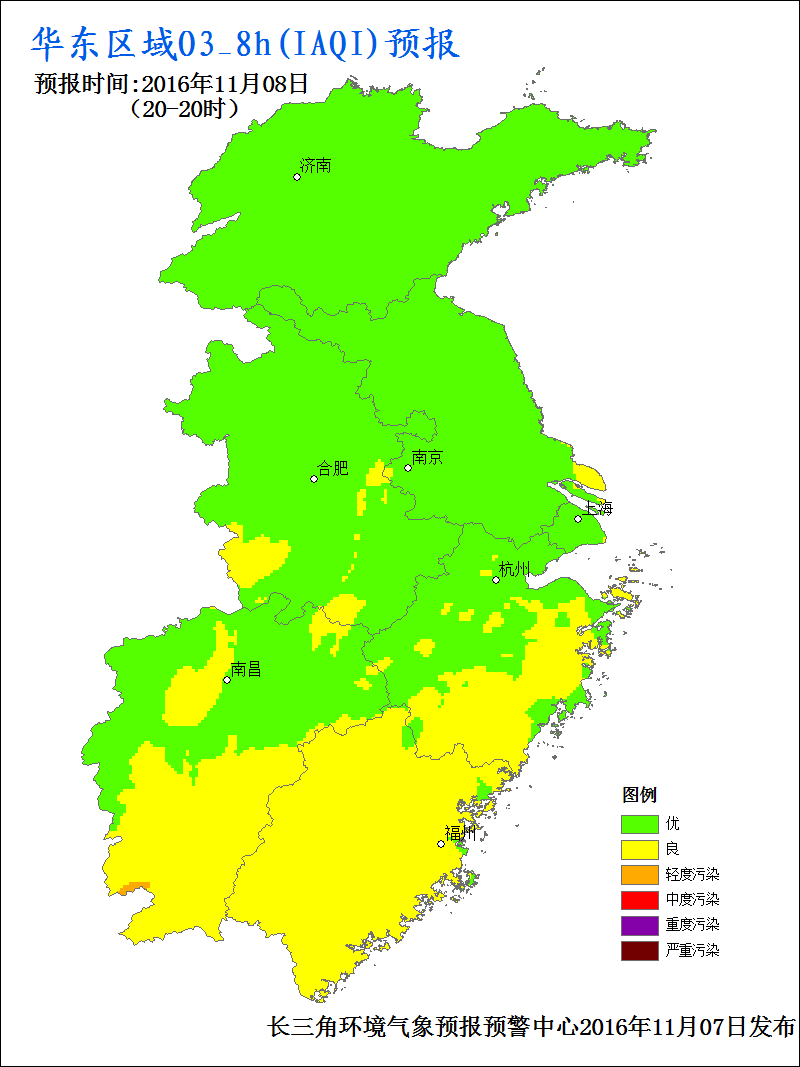 华东区域O3_8h(IAQI)预报
预报时间:2016年11月08日
（20-20时）
济南
南京
合肥
上海
杭州
南昌
福州
图例
优
良
轻度污染
中度污染
重度污染
严重污染
长三角环境气象预报预警中心2016年11月07日发布